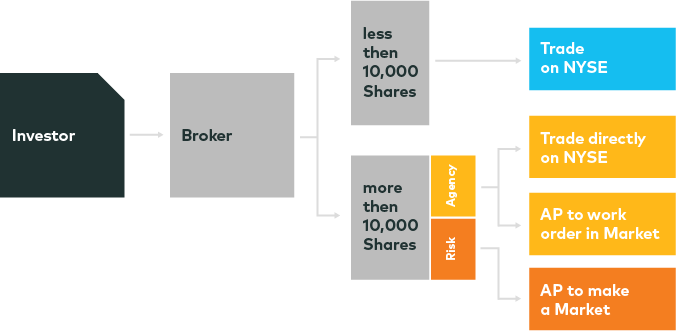 Investor
Broker
less
then
10,000
Shares
Trade
on NYSE
more
then
10,000
Shares
Agency
Risk
Trade directly
on NYSE
AP to work
order in Market
AP to make
a Market